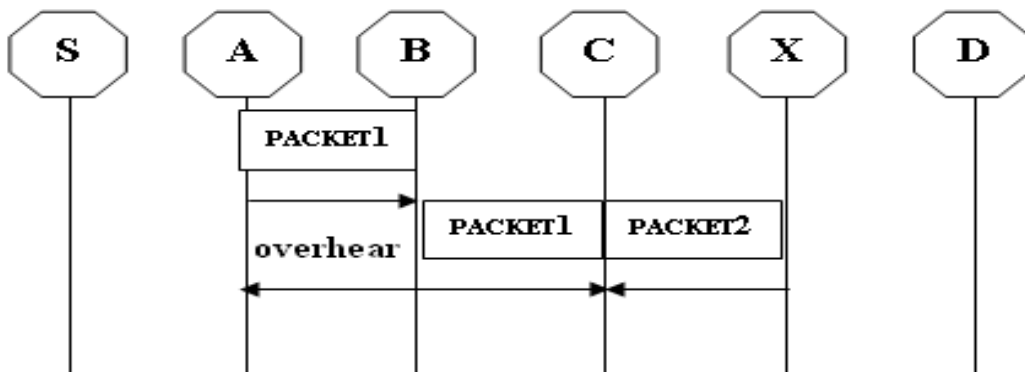 S A B C X D
PACKET1
PACKET1 PACKET2
overhear